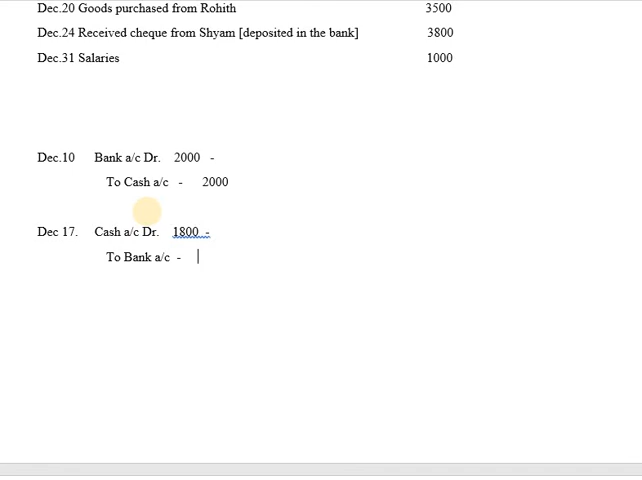 Dec.20 Goods purchased from Rohith 3500
Dec.24 Received cheque from Shyam [deposited in the bank] 3800
Dec.31 Salaries 1000
Dec.10 Bank a/c Dr. 2000 -
To Cash a/c - 2000
Dec 17. Cash a/c Dr. 1800 -
To Bank a/c -